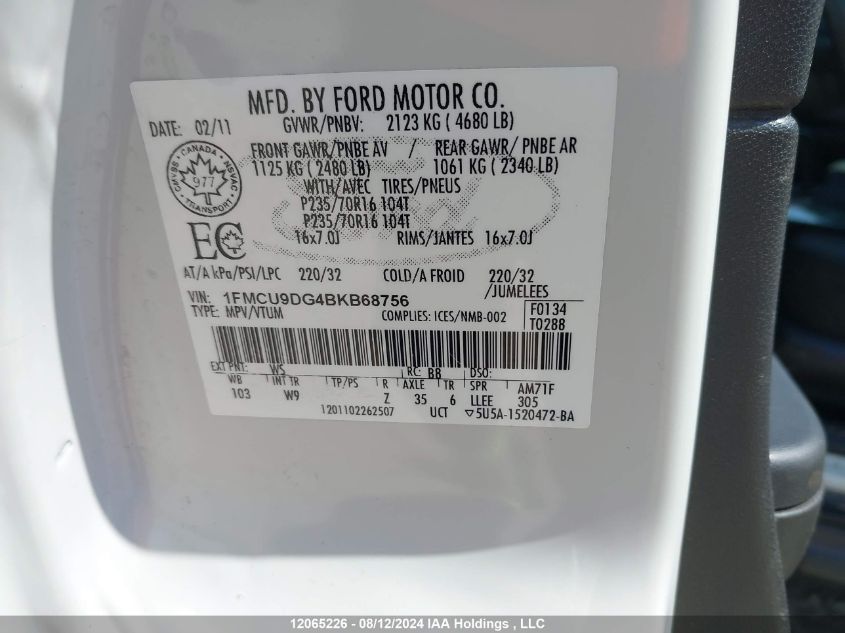 MFD. BY FORD MOTOR CO.
DATE: 02/11 GVWR/PNBV: 2123 KG ( 4680 LB)
FRONT GAWR/PNBE AV / REAR GAWR/ PNBE AR
1125 KG ( 2480 LB) 1061 KG ( 2340 LB)
WITH/AVEC TIRES/PNEUS
P235/70R16 104T
P235/70R16 104T
16x7.0J RIMS/JANTES 16x7.0J
CANADA
CMVSS NSVAC
977
TRANSPORT
EC
AT/A kPa/PSI/LPC 220/32 COLD/A FROID 220/32
/JUMELEES
VIN: 1FMCU9DG4BKB68756
TYPE: MPV/VTUM COMPLIES: ICES/NMB-002
F0134
T0288
EXT PNT: WS RC: BB DSO:
WB INT TR TP/PS R AXLE TR SPR AM71F
103 W9 Z 35 6 LLEE 305
1201102262507 UCT ▽5U5A-1520472-BA
12065226 - 08/12/2024 IAA Holdings , LLC